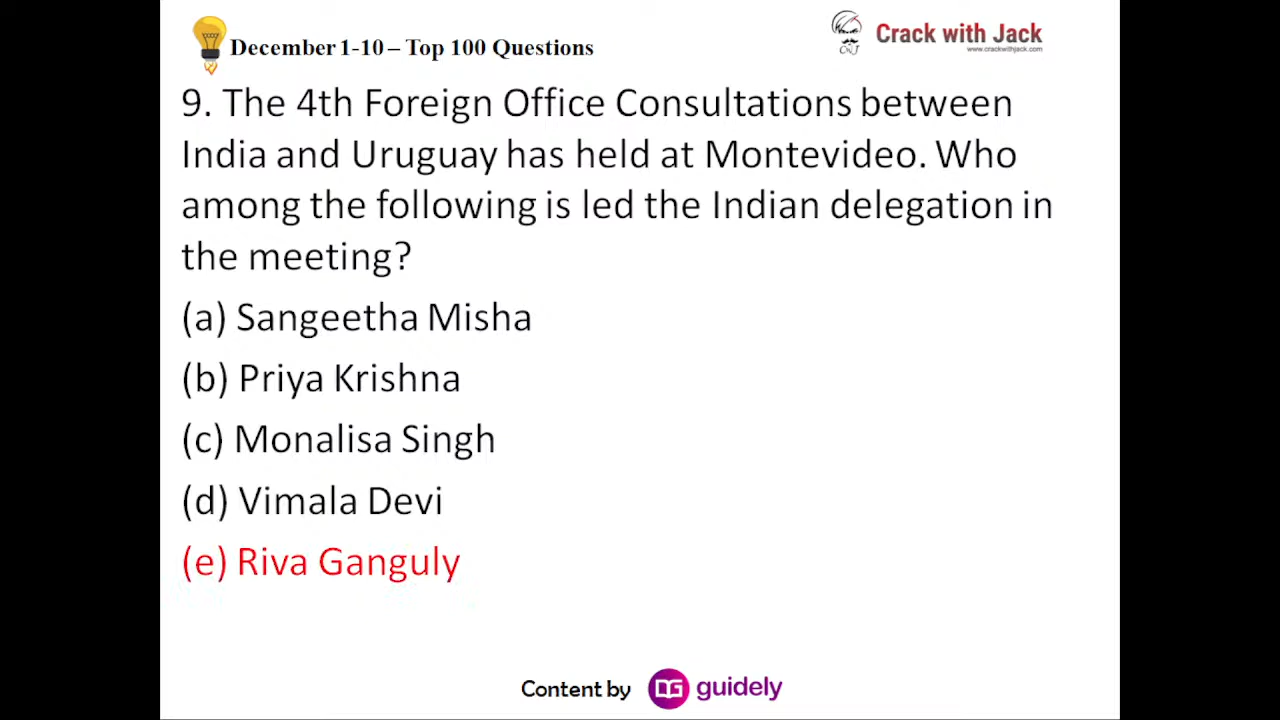 December 1-10 – Top 100 Questions
Crack with Jack
www.crackwithjack.com
CWJ
9. The 4th Foreign Office Consultations between
India and Uruguay has held at Montevideo. Who
among the following is led the Indian delegation in
the meeting?
(a) Sangeetha Misha
(b) Priya Krishna
(c) Monalisa Singh
(d) Vimala Devi
(e) Riva Ganguly
Content by guidely